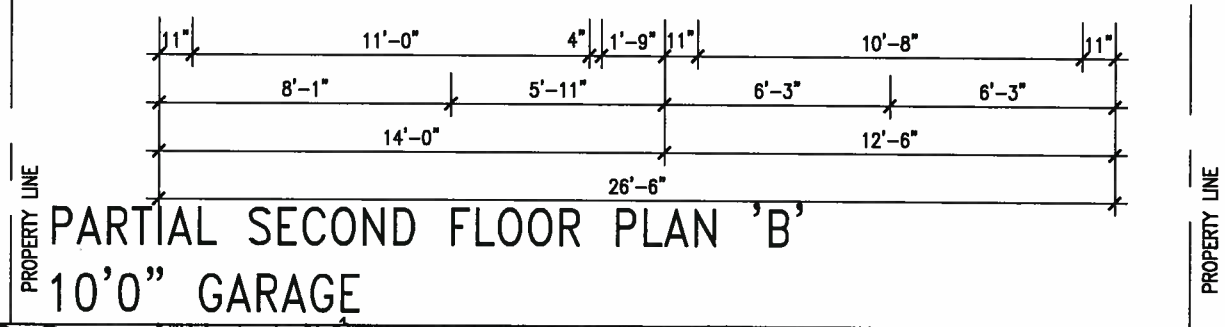 11" 11'-0" 4" 1'-9" 11" 10'-8" 11"
8'-1" 5'-11" 6'-3" 6'-3"
14'-0" 12'-6"
26'-6"
PROPERTY LINE
PROPERTY LINE
PARTIAL SECOND FLOOR PLAN 'B'
10'0" GARAGE